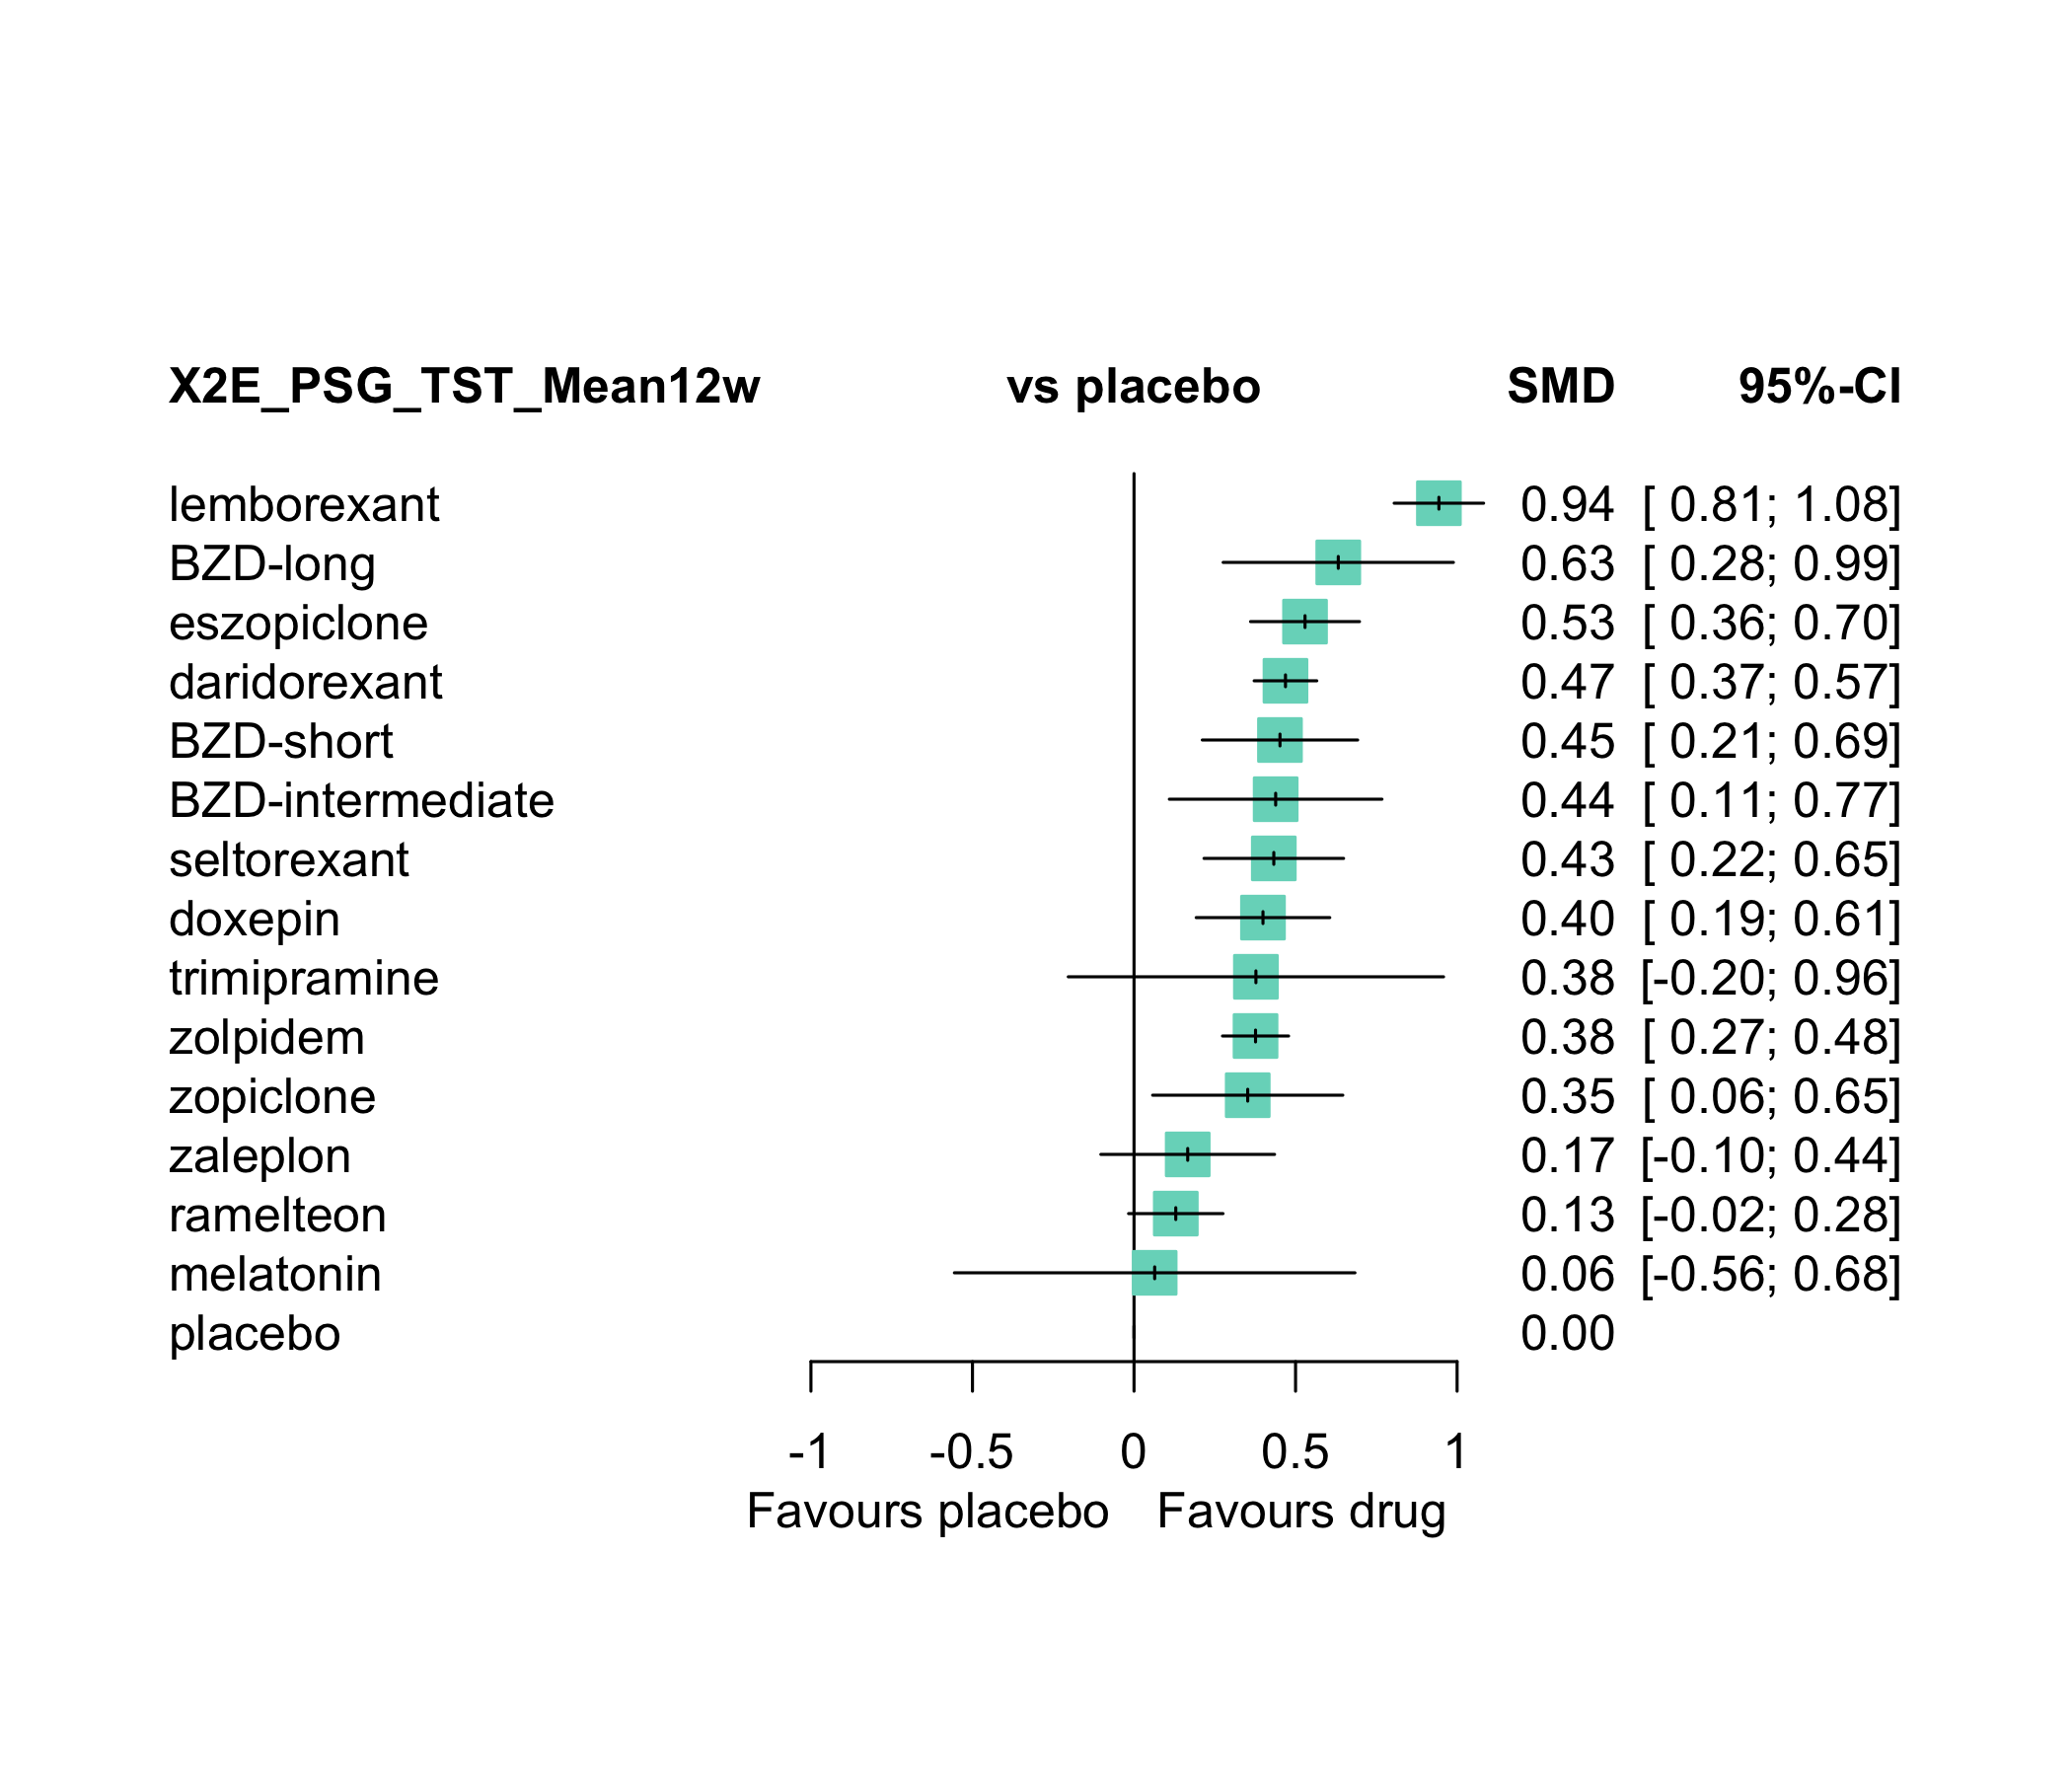 X2E_PSG_TST_Mean12w vs placebo SMD 95%-CI
lemborexant 0.94 [ 0.81; 1.08]
BZD-long 0.63 [ 0.28; 0.99]
eszopiclone 0.53 [ 0.36; 0.70]
daridorexant 0.47 [ 0.37; 0.57]
BZD-short 0.45 [ 0.21; 0.69]
BZD-intermediate 0.44 [ 0.11; 0.77]
seltorexant 0.43 [ 0.22; 0.65]
doxepin 0.40 [ 0.19; 0.61]
trimipramine 0.38 [-0.20; 0.96]
zolpidem 0.38 [ 0.27; 0.48]
zopiclone 0.35 [ 0.06; 0.65]
zaleplon 0.17 [-0.10; 0.44]
ramelteon 0.13 [-0.02; 0.28]
melatonin 0.06 [-0.56; 0.68]
placebo 0.00
-1 -0.5 0 0.5 1
Favours placebo Favours drug